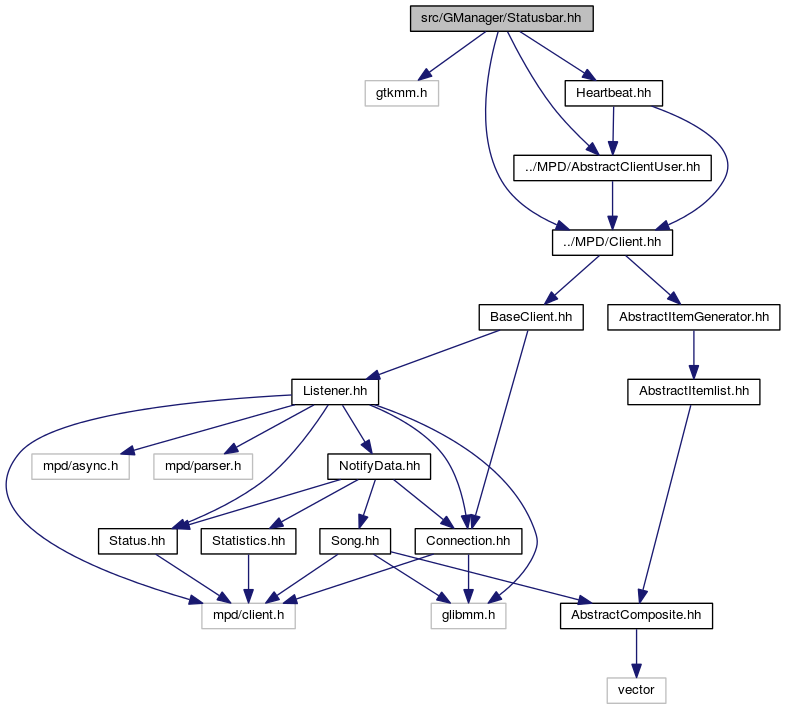 src/GManager/Statusbar.hh
gtkmm.h
Heartbeat.hh
../MPD/AbstractClientUser.hh
../MPD/Client.hh
BaseClient.hh
AbstractItemGenerator.hh
Listener.hh
AbstractItemlist.hh
mpd/async.h
mpd/parser.h
NotifyData.hh
Status.hh
Statistics.hh
Song.hh
Connection.hh
mpd/client.h
glibmm.h
AbstractComposite.hh
vector